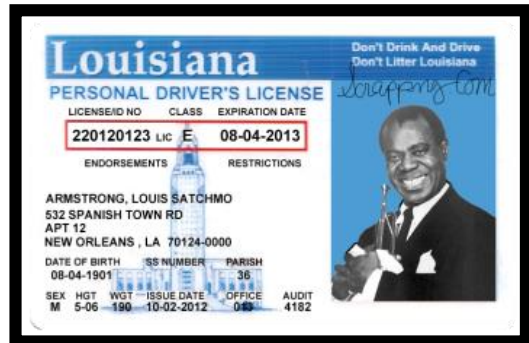 Louisiana
Don't Drink And Drive
Don't Litter Louisiana
Scrapping Com
PERSONAL DRIVER'S LICENSE
LICENSE/ID NO CLASS EXPIRATION DATE
220120123 LIC E 08-04-2013
ENDORSEMENTS RESTRICTIONS
ARMSTRONG, LOUIS SATCHMO
532 SPANISH TOWN RD
APT 12
NEW ORLEANS , LA 70124-0000
DATE OF BIRTH SS NUMBER PARISH
08-04-1901 36
SEX HGT WGT ISSUE DATE OFFICE AUDIT
M 5-06 190 10-02-2012 4182